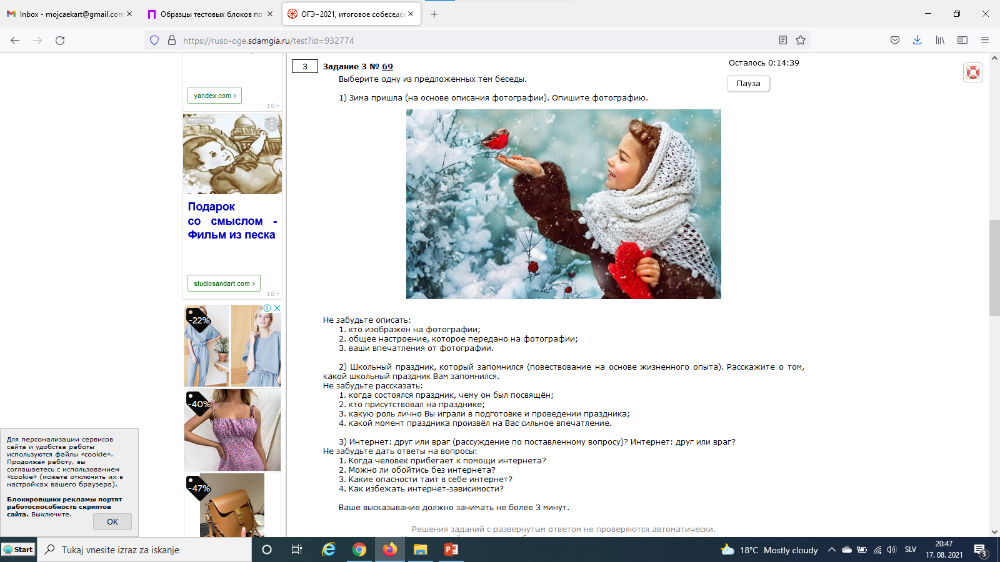 Inbox - mojcaekart@gmail.com
Образцы тестовых блоков по
ОГЭ–2021, итоговое собеседо
https://ruso-oge.sdamgia.ru/test?id=932774
yandex.com
16+
РЕКЛАМА
Подарок
со смыслом -
Фильм из песка
studiosandart.com
18+
-22%
-40%
-47%
3
Задание 3 № 69
Осталось 0:14:39
Пауза
Выберите одну из предложенных тем беседы.
1) Зима пришла (на основе описания фотографии). Опишите фотографию.
Не забудьте описать:
1. кто изображён на фотографии;
2. общее настроение, которое передано на фотографии;
3. ваши впечатления от фотографии.
2) Школьный праздник, который запомнился (повествование на основе жизненного опыта). Расскажите о том,
какой школьный праздник Вам запомнился.
Не забудьте рассказать:
1. когда состоялся праздник, чему он был посвящён;
2. кто присутствовал на празднике;
3. какую роль лично Вы играли в подготовке и проведении праздника;
4. какой момент праздника произвёл на Вас сильное впечатление.
3) Интернет: друг или враг (рассуждение по поставленному вопросу)? Интернет: друг или враг?
Не забудьте дать ответы на вопросы:
1. Когда человек прибегает к помощи интернета?
2. Можно ли обойтись без интернета?
3. Какие опасности таит в себе интернет?
4. Как избежать интернет-зависимости?
Ваше высказывание должно занимать не более 3 минут.
Решения заданий с развернутым ответом не проверяются автоматически.
Для персонализации сервисов
сайта и удобства работы
используются файлы «cookie».
Продолжая работу, вы
соглашаетесь с использованием
«cookie» (можете отключить их в
настройках вашего браузера).
Блокировщики рекламы портят
работоспособность скриптов
сайта. Выключите.
OK
Start
Tukaj vnesite izraz za iskanje
18°C Mostly cloudy
SLV
20:47
17. 08. 2021
3